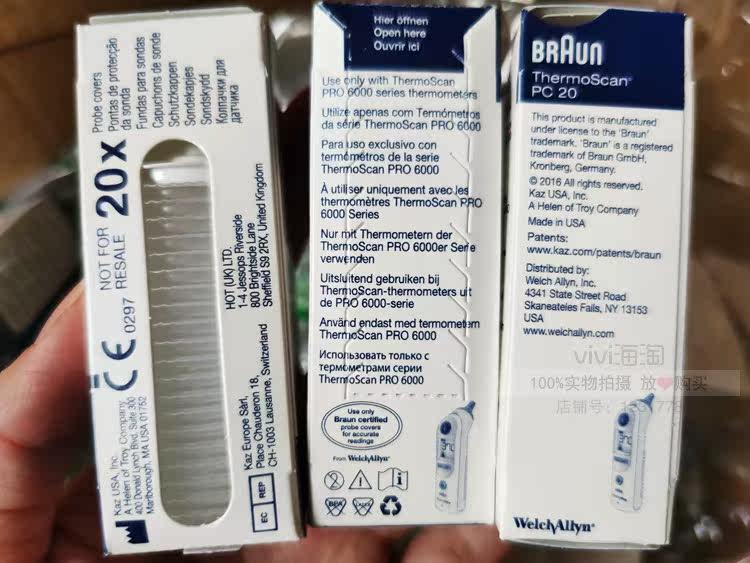 Probe covers
Pontas de protecção
da sonda
Fundas para sondas
Capuchons de sonde
Schutzkappen
Sondekapjes
Sondskydd
Колпачки для
датчика
20 x
NOT FOR
RESALE
CE 0297
HOT (UK) LTD.
1-4 Jessops Riverside
800 Brightside Lane
Sheffield S9 2RX, United Kingdom
Kaz USA, Inc.
A Helen of Troy Company
400 Donald Lynch Blvd. Suite 300
Marlborough, MA USA 01752
EC REP
Kaz Europe Sàrl,
Place Chauderon 18,
CH-1003 Lausanne, Switzerland
Hier öffnen
Open here
Ouvrir ici
Use only with ThermoScan
PRO 6000 series thermometers
Utilize apenas com Termómetros
da série ThermoScan PRO 6000
Para uso exclusivo con
termómetros de la serie
ThermoScan PRO 6000
À utiliser uniquement avec les
thermomètres ThermoScan PRO
6000 Series
Nur mit Thermometern der
ThermoScan PRO 6000er Serie
verwenden
Uitsluitend gebruiken bij
ThermoScan-thermometers uit
de PRO 6000-serie
Använd endast med termometern
ThermoScan PRO 6000
Использовать только с
термометрами серии
ThermoScan PRO 6000
Use only
Braun certified
probe covers
for accurate
readings
From WelchAllyn®
BPA
BRAUN
ThermoScan®
PC 20
This product is manufactured
under license to the 'Braun'
trademark. 'Braun' is a registered
trademark of Braun GmbH,
Kronberg, Germany.
© 2016 All rights reserved.
Kaz USA, Inc.
A Helen of Troy Company
Made in USA
Patents:
www.kaz.com/patents/braun
Distributed by:
Welch Allyn, Inc.
4341 State Street Road
Skaneateles Falls, NY 13153
USA
www.welchallyn.com
vivi海淘
100%实物拍摄 放❤购买
店铺号:
WelchAllyn®